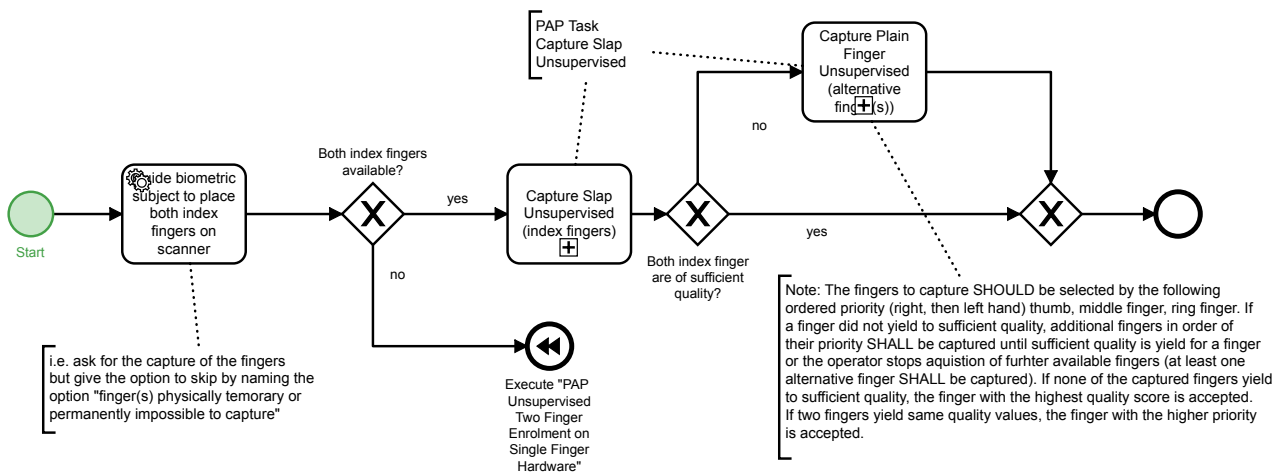 PAP Task
Capture Slap
Unsupervised
Capture Plain
Finger
Unsupervised
(alternative
finger(s))
no
Both index fingers
available?
Start
Guide biometric
subject to place
both index
fingers on
scanner
X
yes
Capture Slap
Unsupervised
(index fingers)
X
yes
X
no
Both index finger
are of sufficient
quality?
i.e. ask for the capture of the fingers
but give the option to skip by naming the
option "finger(s) physically temorary or
permanently impossible to capture"
Execute "PAP
Unsupervised
Two Finger
Enrolment on
Single Finger
Hardware"
Note: The fingers to capture SHOULD be selected by the following
ordered priority (right, then left hand) thumb, middle finger, ring finger. If
a finger did not yield to sufficient quality, additional fingers in order of
their priority SHALL be captured until sufficient quality is yield for a finger
or the operator stops aquistion of furhter available fingers (at least one
alternative finger SHALL be captured). If none of the captured fingers yield
to sufficient quality, the finger with the highest quality score is accepted.
If two fingers yield same quality values, the finger with the higher priority
is accepted.